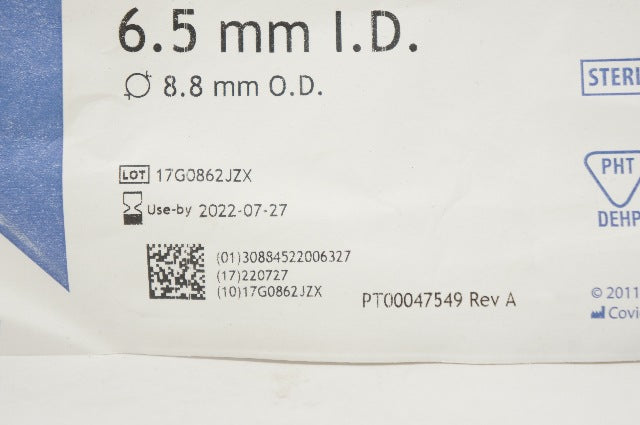 6.5 mm I.D.
8.8 mm O.D.
STERI
LOT 17G0862JZX
PHT
Use-by 2022-07-27
DEHP
(01)30884522006327
(17)220727
(10)17G0862JZX
PT00047549 Rev A
© 2011
Covi